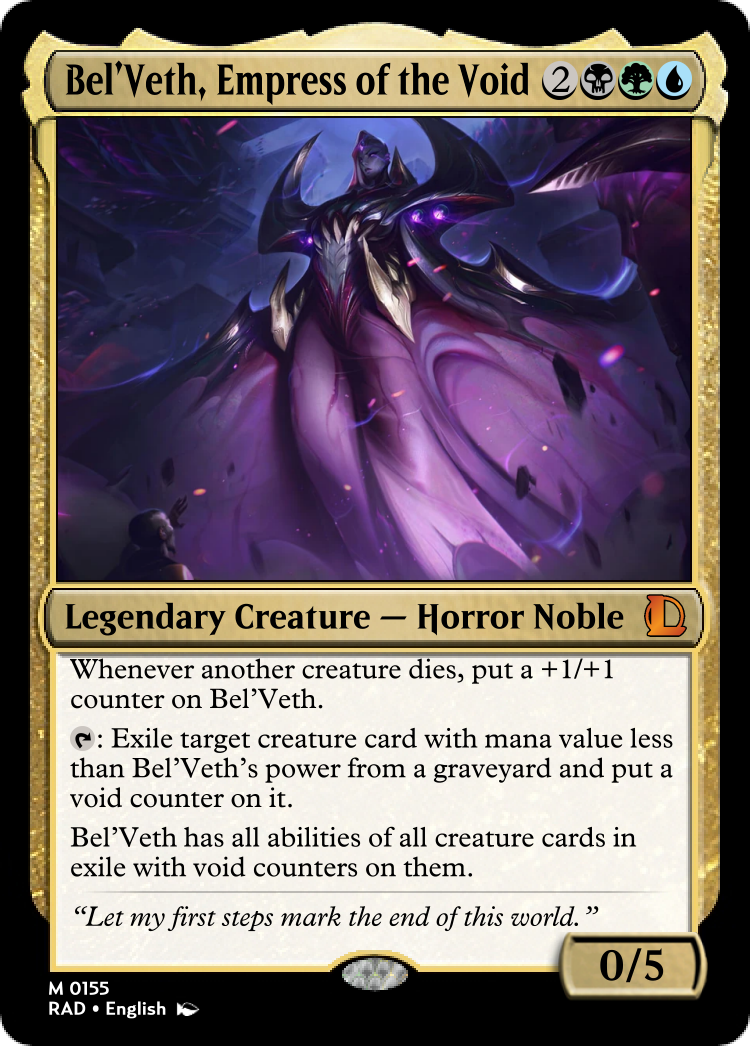 Bel'Veth, Empress of the Void 2
Legendary Creature — Horror Noble
Whenever another creature dies, put a +1/+1
counter on Bel'Veth.
: Exile target creature card with mana value less
than Bel'Veth's power from a graveyard and put a
void counter on it.
Bel'Veth has all abilities of all creature cards in
exile with void counters on them.
“Let my first steps mark the end of this world.”
0/5
M 0155
RAD • English